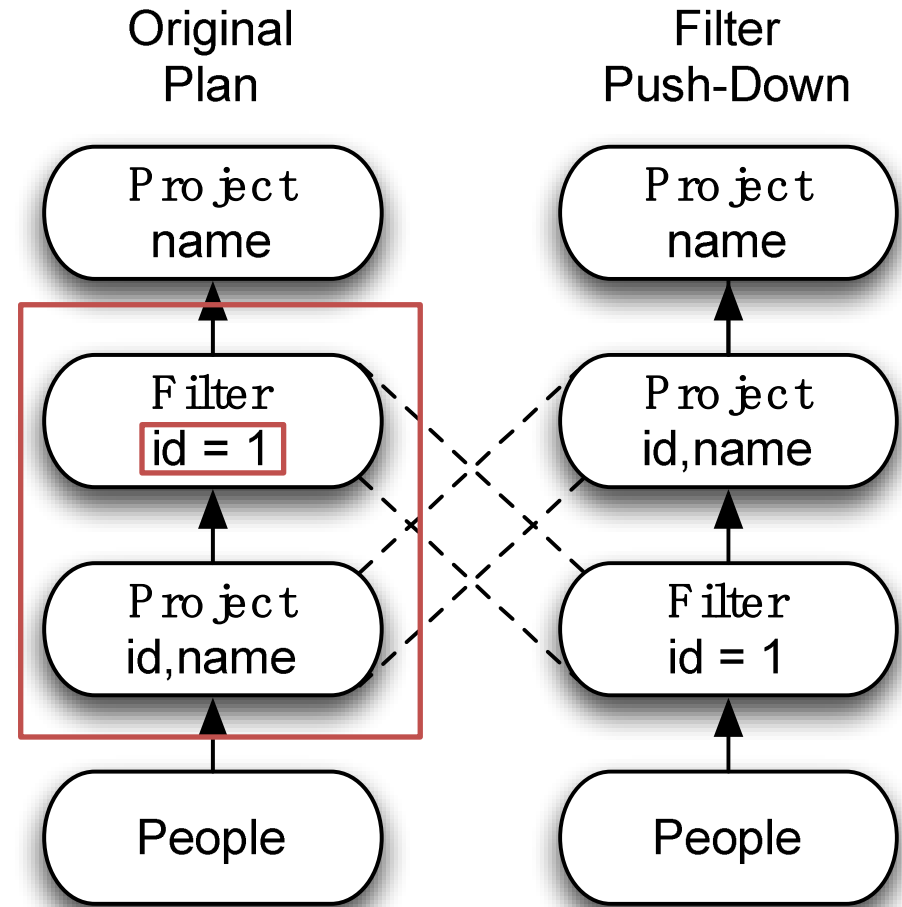 Original
Plan
Project
name
Filter
id = 1
Project
id,name
People
Filter
Push-Down
Project
name
Project
id,name
Filter
id = 1
People